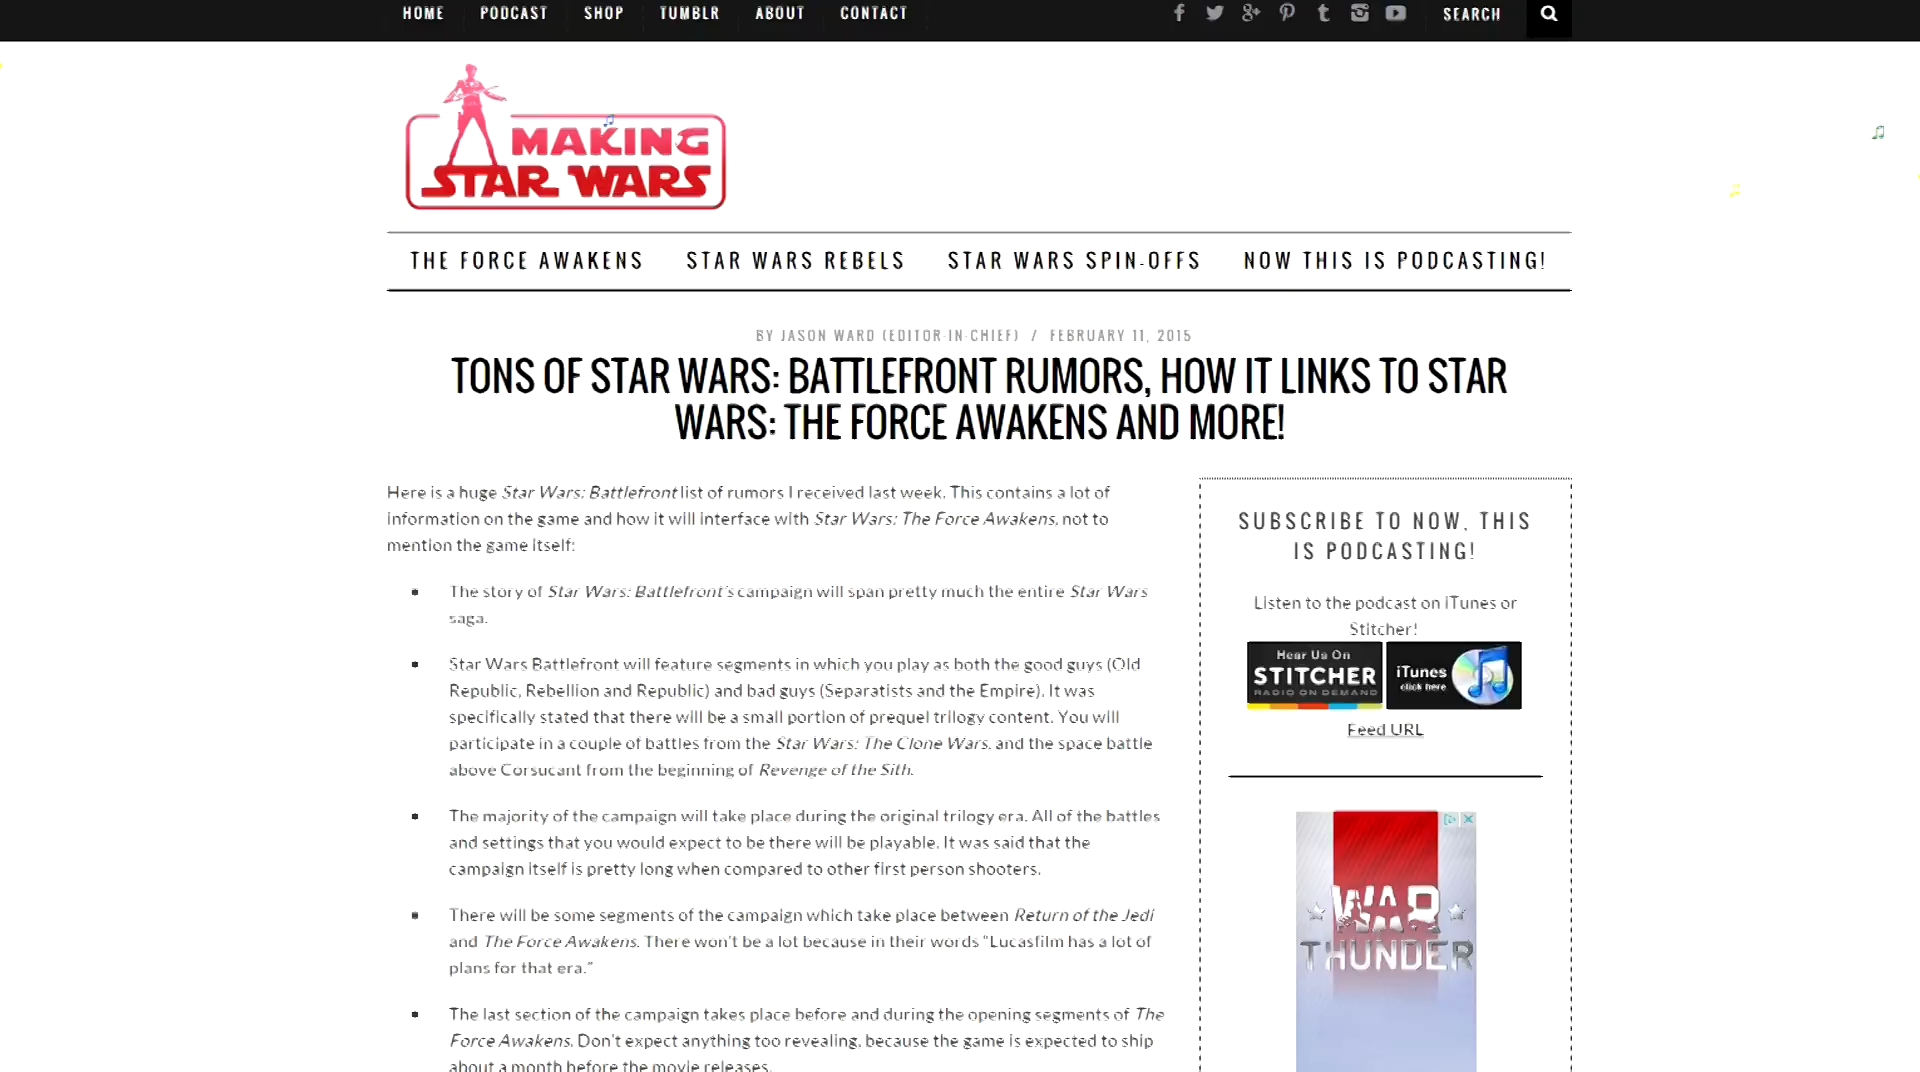 HOME PODCAST SHOP TUMBLR ABOUT CONTACT SEARCH
MAKING
STAR WARS
THE FORCE AWAKENS STAR WARS REBELS STAR WARS SPIN-OFFS NOW THIS IS PODCASTING!
BY JASON WARD (EDITOR-IN-CHIEF) / FEBRUARY 11, 2015
TONS OF STAR WARS: BATTLEFRONT RUMORS, HOW IT LINKS TO STAR
WARS: THE FORCE AWAKENS AND MORE!
Here is a huge Star Wars: Battlefront list of rumors I received last week. This contains a lot of
information on the game and how it will interface with Star Wars: The Force Awakens, not to
mention the game itself:
The story of Star Wars: Battlefront's campaign will span pretty much the entire Star Wars
saga.
Star Wars Battlefront will feature segments in which you play as both the good guys (Old
Republic, Rebellion and Republic) and bad guys (Separatists and the Empire). It was
specifically stated that there will be a small portion of prequel trilogy content. You will
participate in a couple of battles from the Star Wars: The Clone Wars, and the space battle
above Corsucant from the beginning of Revenge of the Sith.
The majority of the campaign will take place during the original trilogy era. All of the battles
and settings that you would expect to be there will be playable. It was said that the
campaign itself is pretty long when compared to other first person shooters.
There will be some segments of the campaign which take place between Return of the Jedi
and The Force Awakens. There won't be a lot because in their words "Lucasfilm has a lot of
plans for that era."
The last section of the campaign takes place before and during the opening segments of The
Force Awakens. Don't expect anything too revealing, because the game is expected to ship
about a month before the movie releases.
SUBSCRIBE TO NOW, THIS
IS PODCASTING!
Listen to the podcast on iTunes or
Stitcher!
Hear Us On
STITCHER
RADIO ON DEMAND
iTunes
click here
Feed URL
WAR
THUNDER